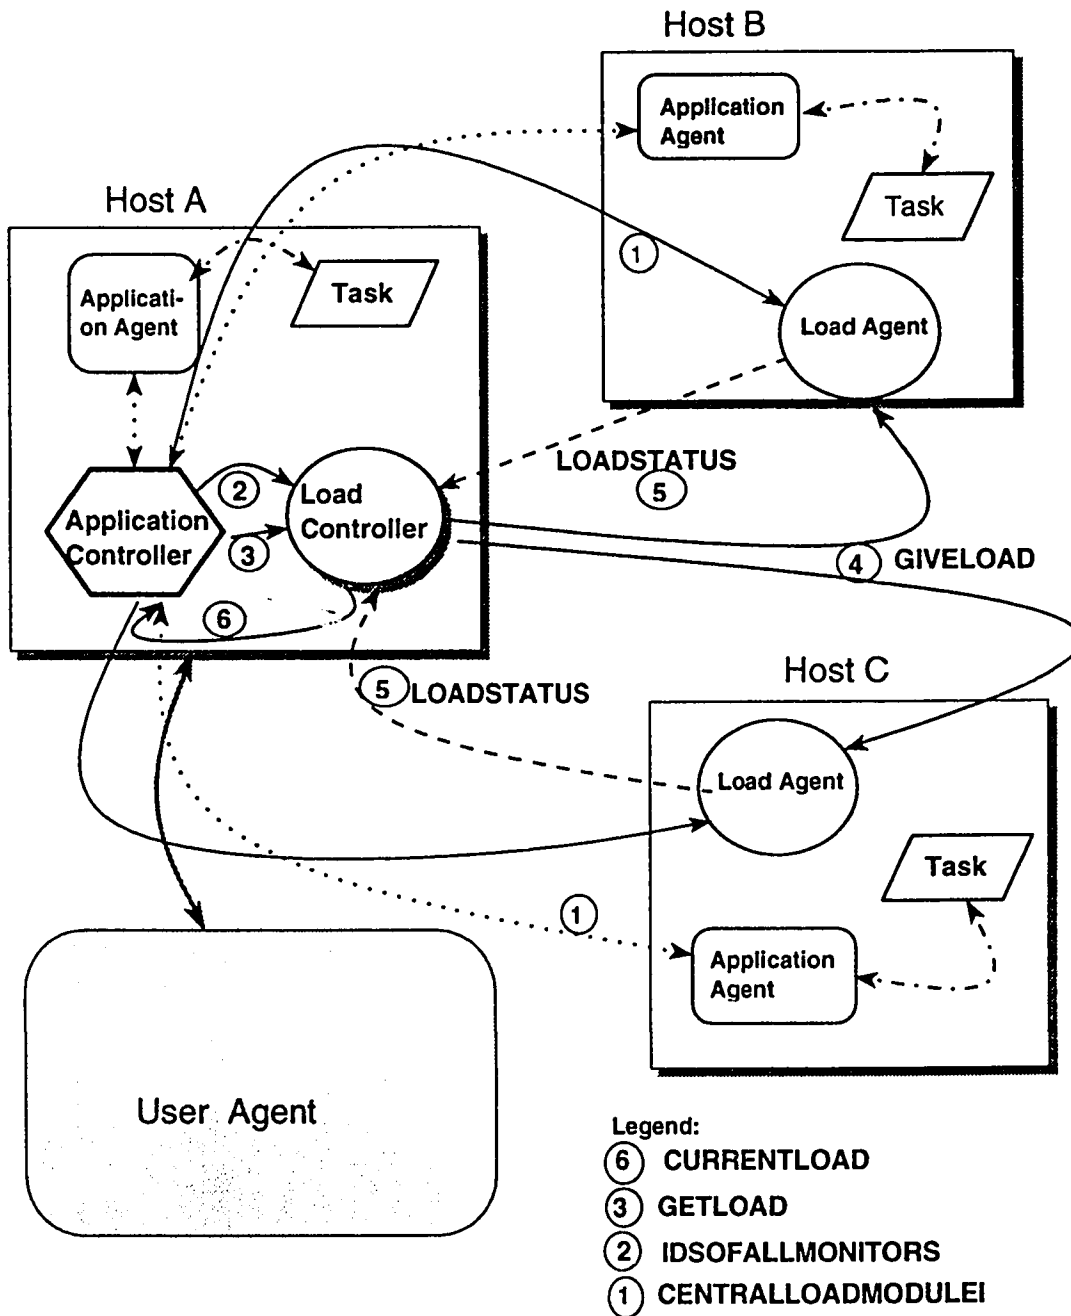 Host B
Application
Agent
Task
1
Load Agent
Host A
Applicati-
on Agent
Task
LOADSTATUS
5
2
Load
Controller
Application
Controller
3
4
GIVELOAD
6
5
LOADSTATUS
Host C
Load Agent
Task
1
Application
Agent
User Agent
Legend:
6 CURRENTLOAD
3 GETLOAD
2 IDSOFALLMONITORS
1 CENTRALLOADMODULEI